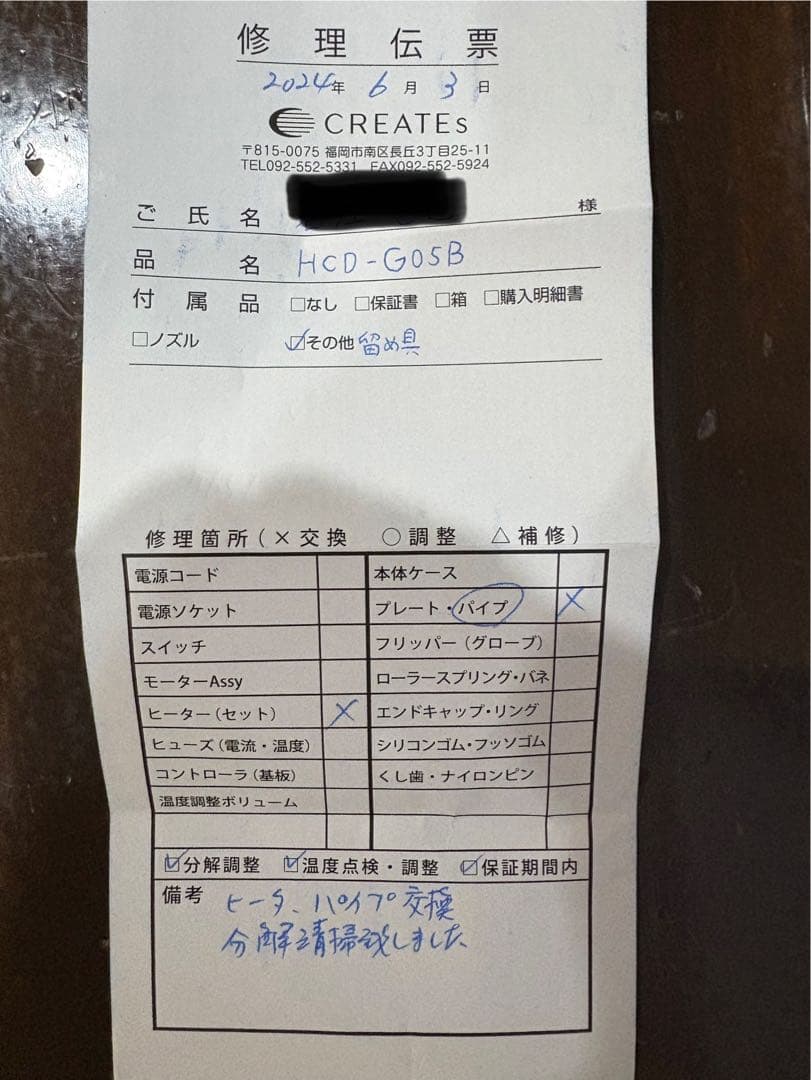 修理伝票
2024年 6月 3日
CREATEs
〒815-0075 福岡市南区長丘3丁目25-11
TEL092-552-5331 FAX092-552-5924
ご氏名 様
品名 HCD-G05B
付属品 □なし □保証書 □箱 □購入明細書
□ノズル ☑その他 留め具
修理箇所(×交換 ○調整 △補修)
電源コード 本体ケース
電源ソケット プレート・パイプ ×
スイッチ フリッパー(グローブ)
モーターAssy ローラースプリング・バネ
ヒーター(セット) × エンドキャップ・リング
ヒューズ(電流・温度) シリコンゴム・フッソゴム
コントローラ(基板) くし歯・ナイロンピン
温度調整ボリューム
☑分解調整 ☑温度点検・調整 ☑保証期間内
備考 ヒータ、パイプ交換
分解清掃致しました